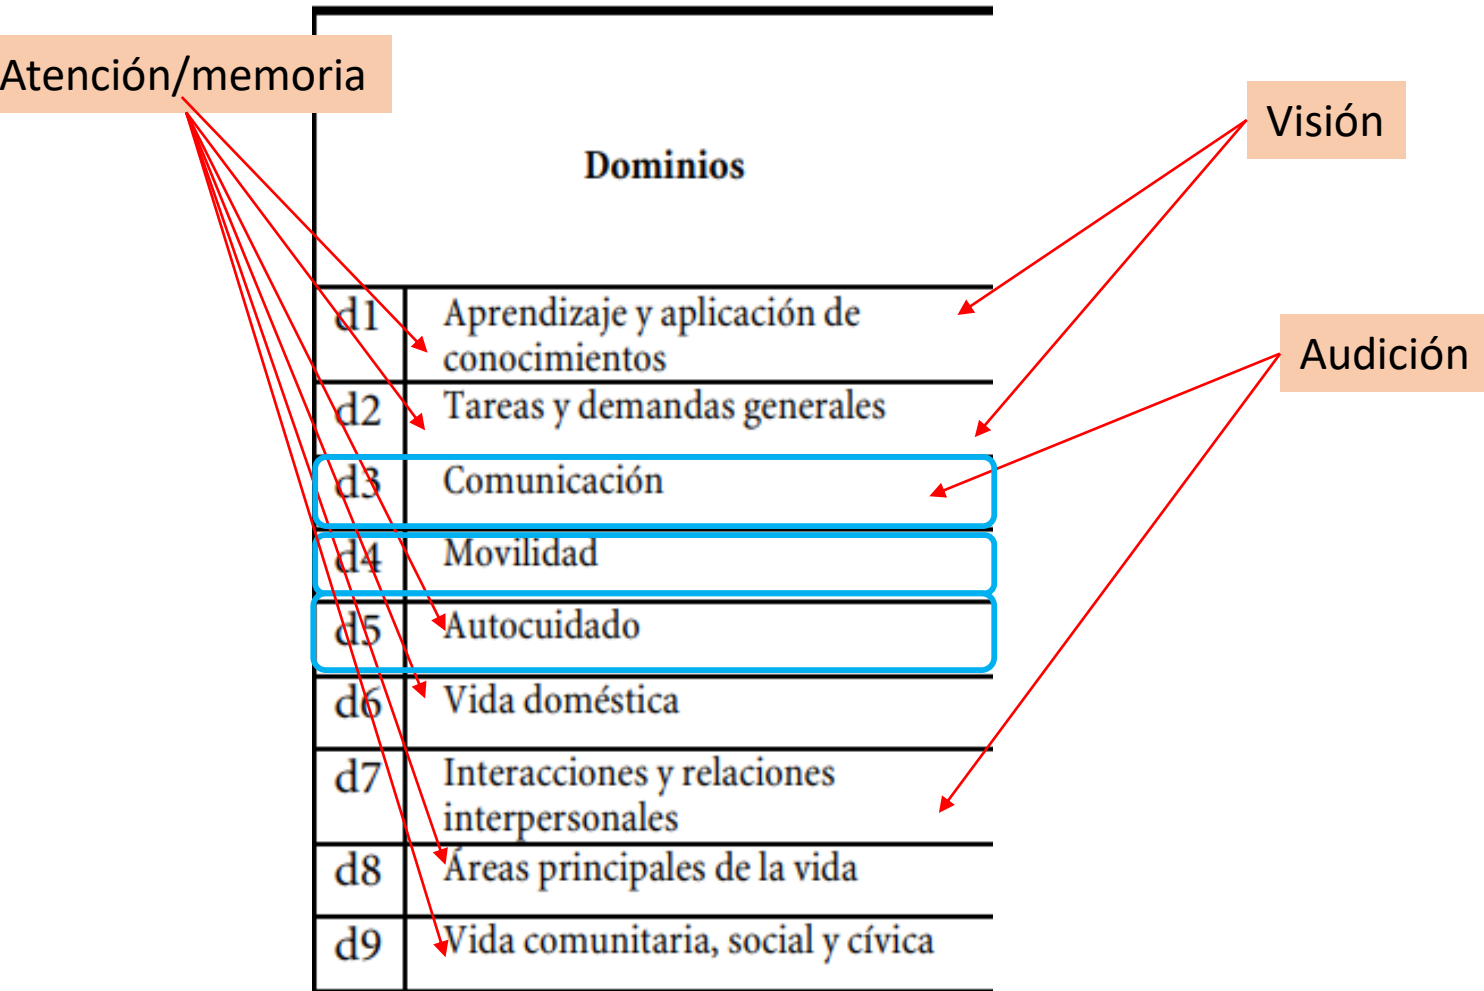 Atención/memoria
Visión
Dominios
Audición
d1 Aprendizaje y aplicación de
conocimientos
d2 Tareas y demandas generales
d3 Comunicación
d4 Movilidad
d5 Autocuidado
d6 Vida doméstica
d7 Interacciones y relaciones
interpersonales
d8 Áreas principales de la vida
d9 Vida comunitaria, social y cívica